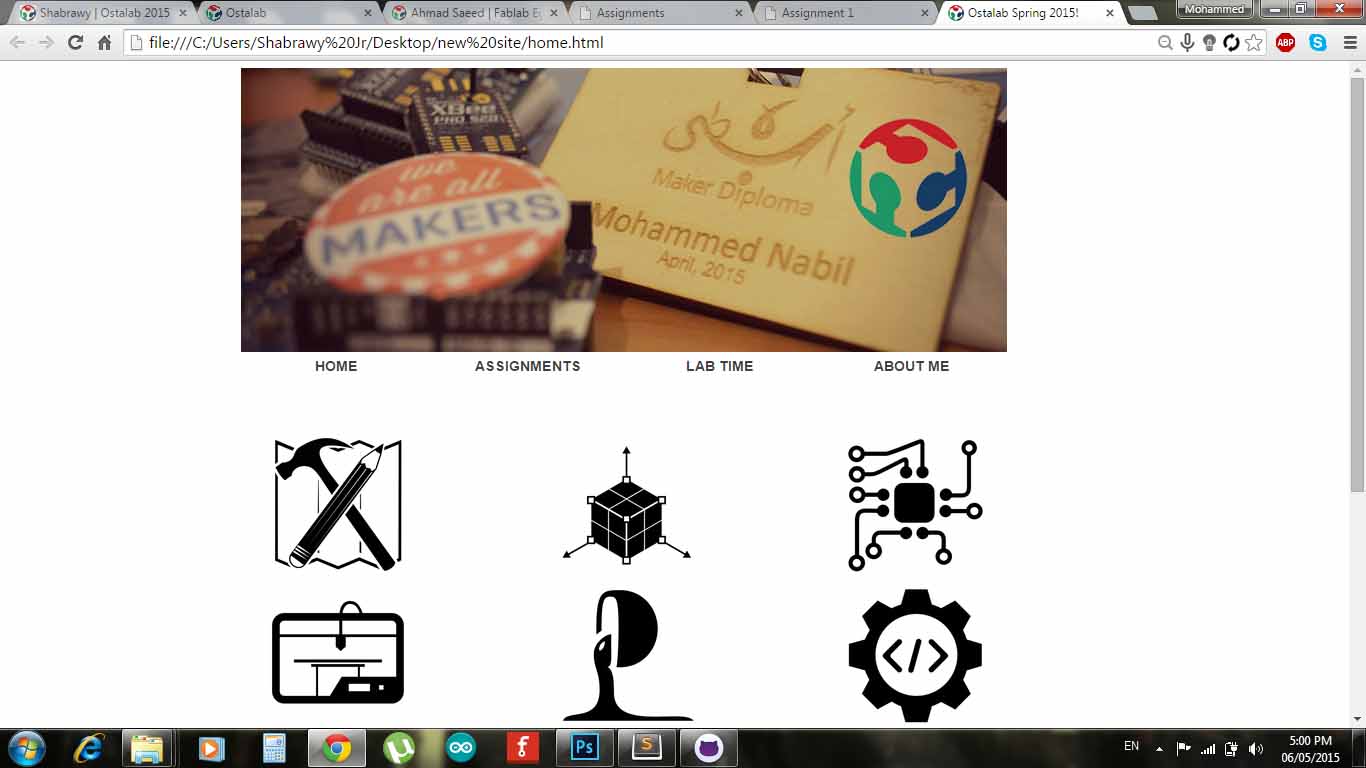 Shabrawy | Ostalab 2015
Ostalab
Ahmad Saeed | Fablab E
Assignments
Assignment 1
Ostalab Spring 2015!
Mohammed
file:///C:/Users/Shabrawy%20Jr/Desktop/new%20site/home.html
ABP
XBee
PRO S2B
we
are all
MAKERS
أسطى
Maker Diploma
Mohammed Nabil
April, 2015
HOME
ASSIGNMENTS
LAB TIME
ABOUT ME
</>
Ps
S
EN
5:00 PM
06/05/2015